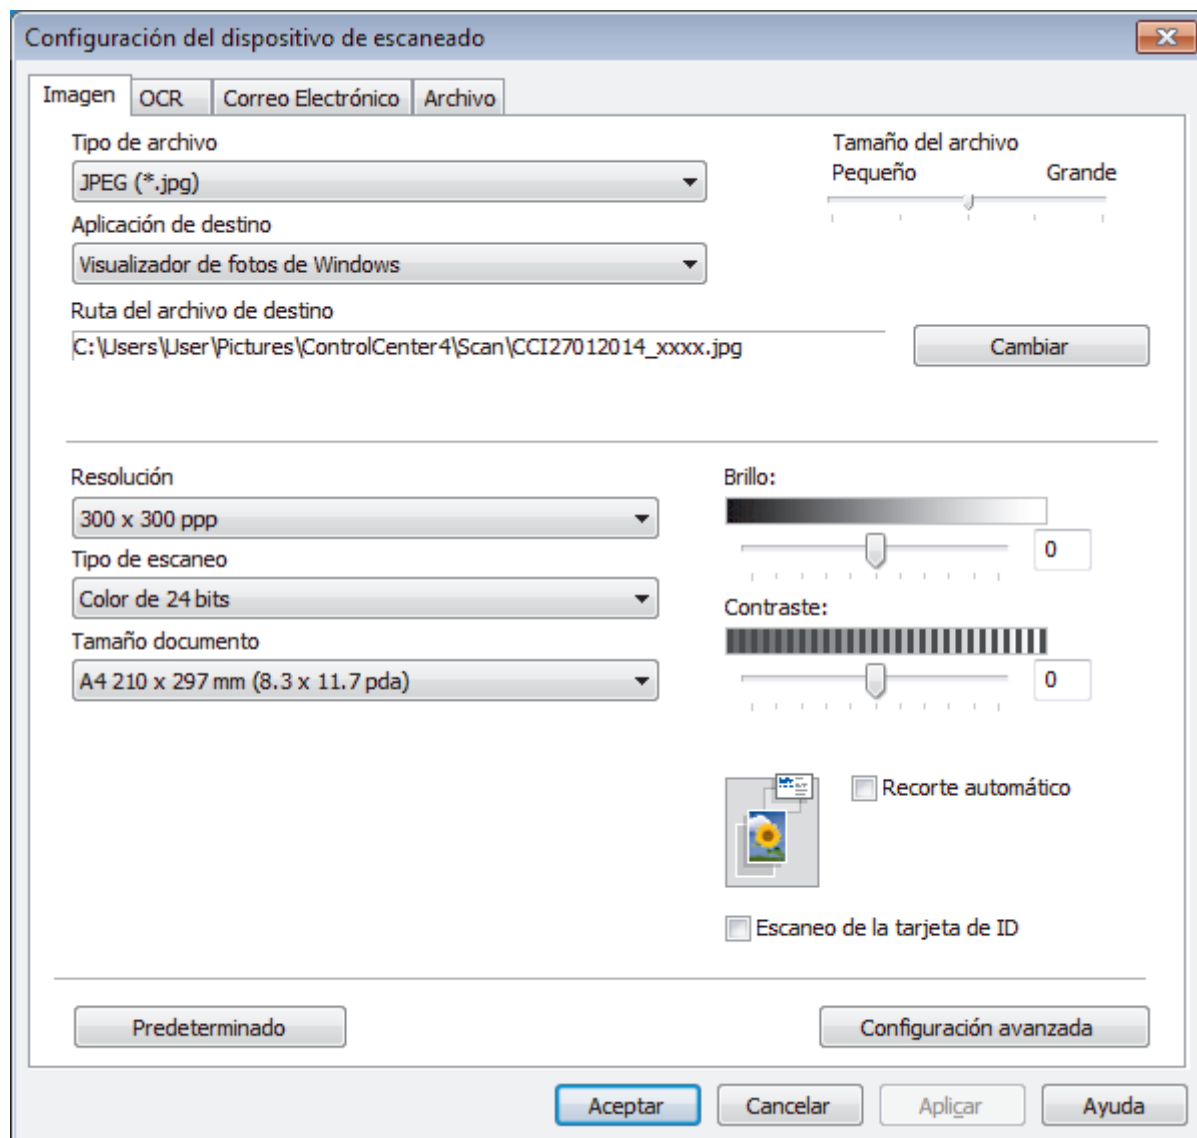 Configuración del dispositivo de escaneado
Imagen OCR Correo Electrónico Archivo
Tipo de archivo
JPEG (*.jpg)
Tamaño del archivo
Pequeño Grande
Aplicación de destino
Visualizador de fotos de Windows
Ruta del archivo de destino
C:\Users\User\Pictures\ControlCenter4\Scan\CCI27012014_xxxx.jpg
Cambiar
Resolución
300 x 300 ppp
Tipo de escaneo
Color de 24 bits
Tamaño documento
A4 210 x 297 mm (8.3 x 11.7 pda)
Brillo:
0
Contraste:
0
Recorte automático
Escaneo de la tarjeta de ID
Predeterminado
Configuración avanzada
Aceptar Cancelar Aplicar Ayuda